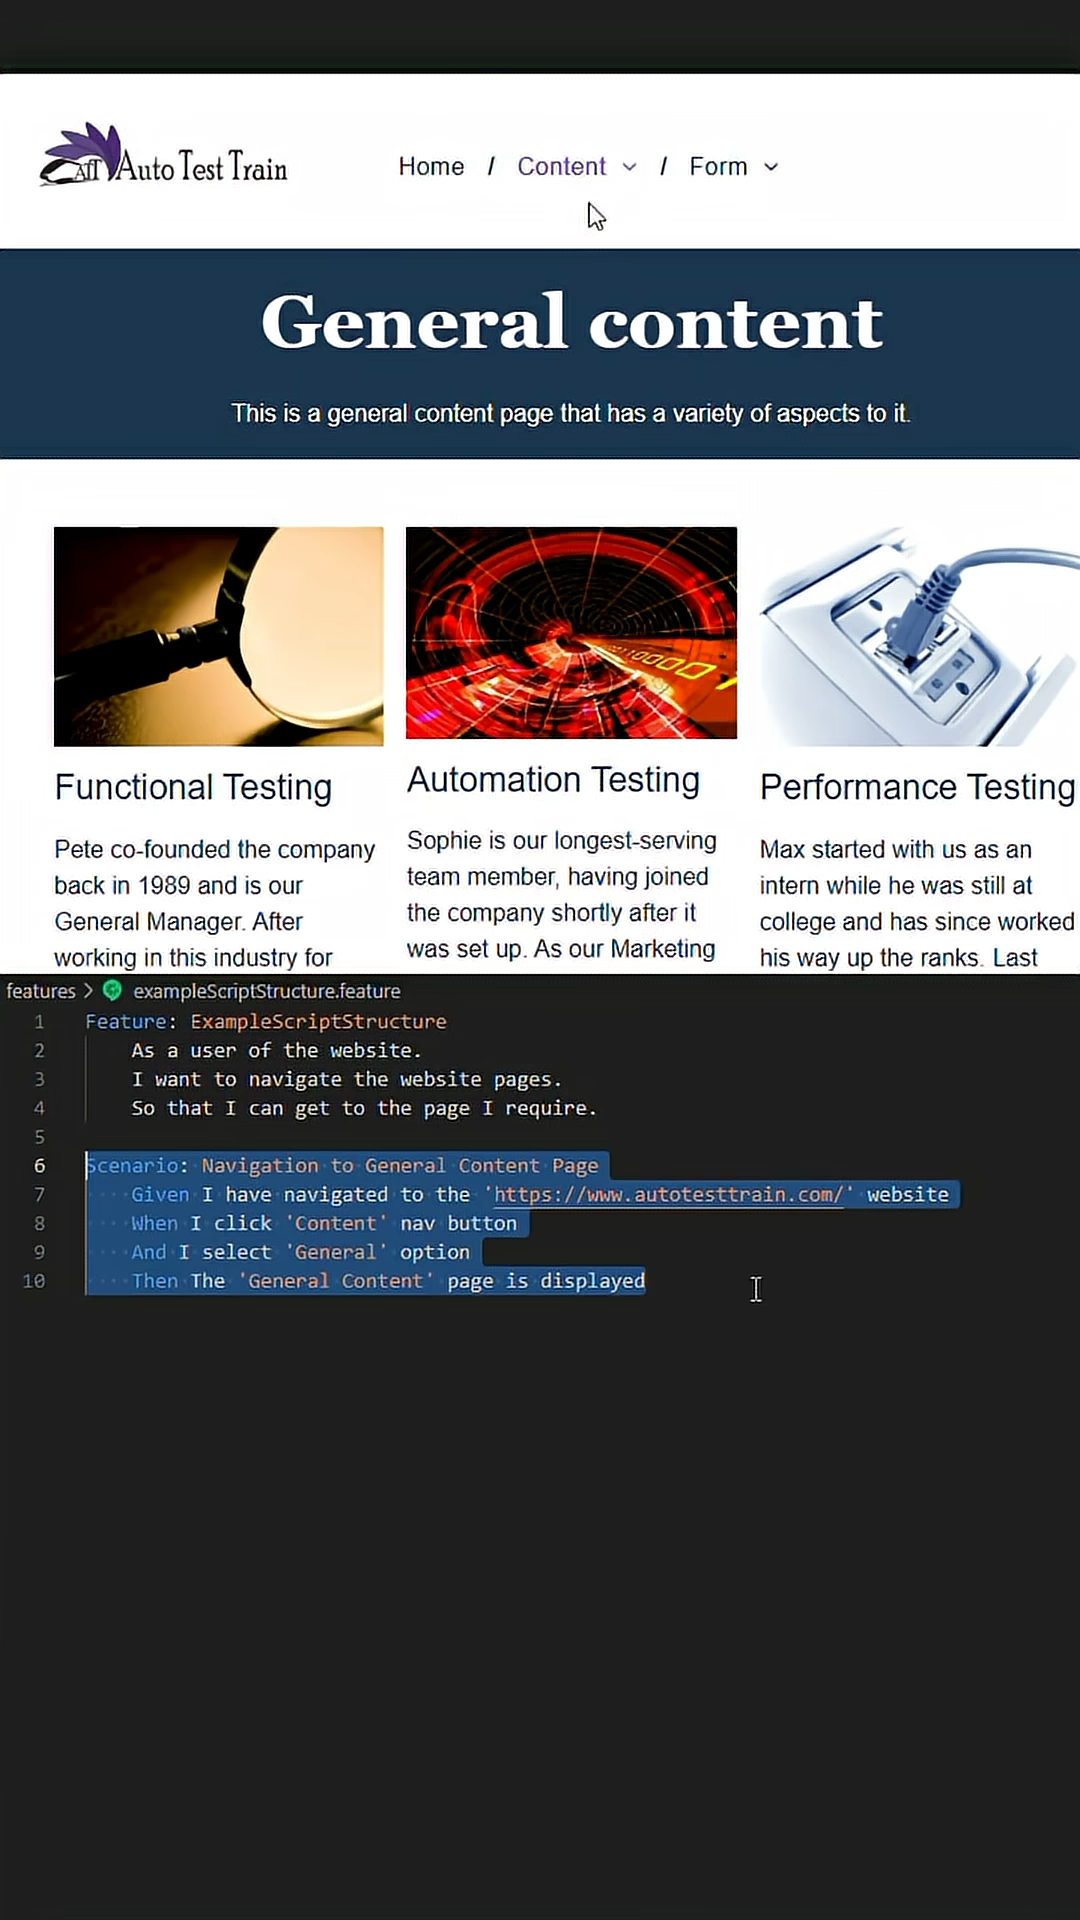 Aft Auto Test Train
Home / Content / Form
General content
This is a general content page that has a variety of aspects to it.
Functional Testing
Pete co-founded the company
back in 1989 and is our
General Manager. After
working in this industry for
Automation Testing
Sophie is our longest-serving
team member, having joined
the company shortly after it
was set up. As our Marketing
Performance Testing
Max started with us as an
intern while he was still at
college and has since worked
his way up the ranks. Last
features > exampleScriptStructure.feature
1 Feature: ExampleScriptStructure
2 As a user of the website.
3 I want to navigate the website pages.
4 So that I can get to the page I require.
5
6 Scenario: Navigation to General Content Page
7 Given I have navigated to the 'https://www.autotesttrain.com/' website
8 When I click 'Content' nav button
9 And I select 'General' option
10 Then The 'General Content' page is displayed